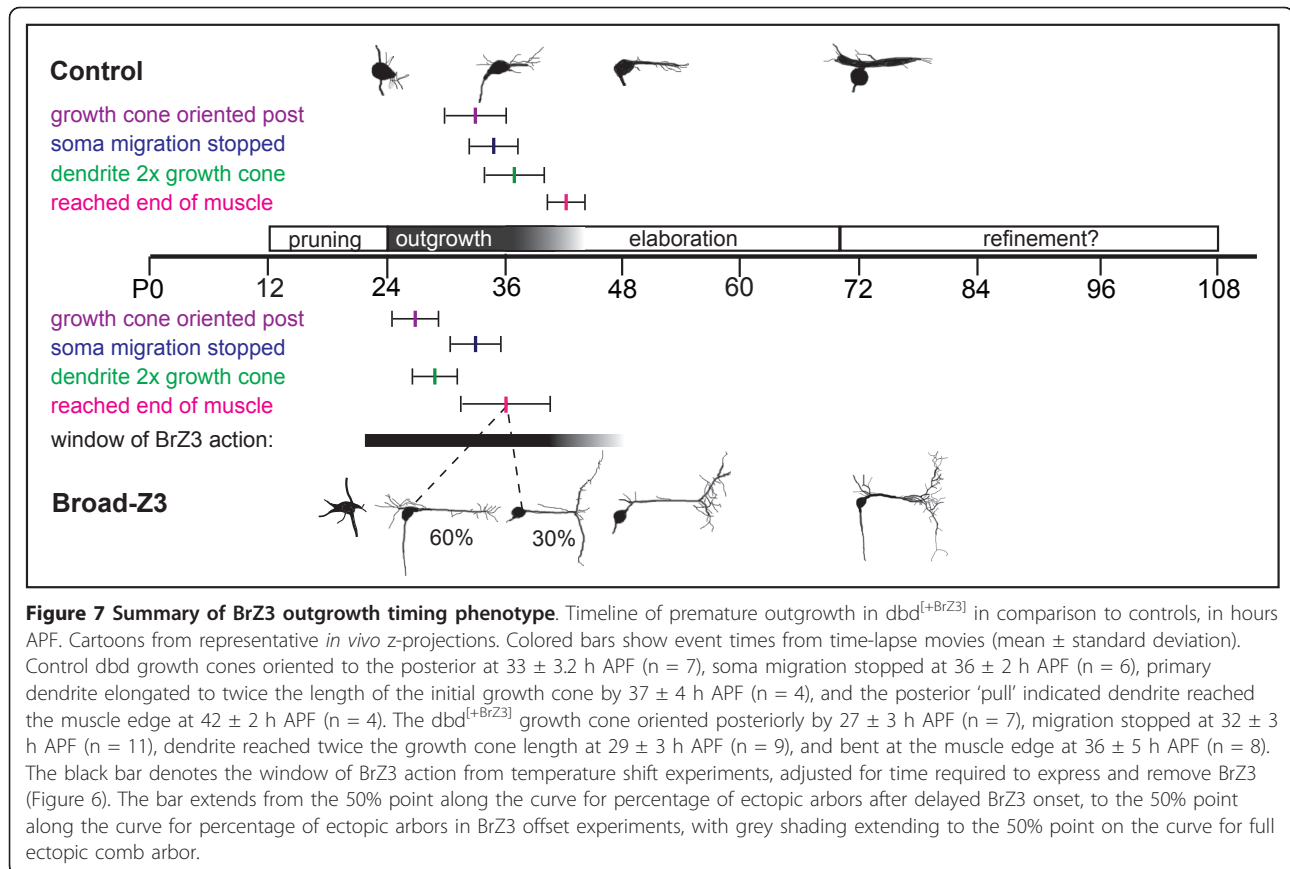 Control
growth cone oriented post
soma migration stopped
dendrite 2x growth cone
reached end of muscle
pruning outgrowth elaboration refinement?
P0 12 24 36 48 60 72 84 96 108
growth cone oriented post
soma migration stopped
dendrite 2x growth cone
reached end of muscle
window of BrZ3 action:
Broad-Z3
60% 30%
Figure 7 Summary of BrZ3 outgrowth timing phenotype. Timeline of premature outgrowth in dbd[+BrZ3] in comparison to controls, in hours
APF. Cartoons from representative in vivo z-projections. Colored bars show event times from time-lapse movies (mean ± standard deviation).
Control dbd growth cones oriented to the posterior at 33 ± 3.2 h APF (n = 7), soma migration stopped at 36 ± 2 h APF (n = 6), primary
dendrite elongated to twice the length of the initial growth cone by 37 ± 4 h APF (n = 4), and the posterior 'pull' indicated dendrite reached
the muscle edge at 42 ± 2 h APF (n = 4). The dbd[+BrZ3] growth cone oriented posteriorly by 27 ± 3 h APF (n = 7), migration stopped at 32 ± 3
h APF (n = 11), dendrite reached twice the growth cone length at 29 ± 3 h APF (n = 9), and bent at the muscle edge at 36 ± 5 h APF (n = 8).
The black bar denotes the window of BrZ3 action from temperature shift experiments, adjusted for time required to express and remove BrZ3
(Figure 6). The bar extends from the 50% point along the curve for percentage of ectopic arbors after delayed BrZ3 onset, to the 50% point
along the curve for percentage of ectopic arbors in BrZ3 offset experiments, with grey shading extending to the 50% point on the curve for full
ectopic comb arbor.